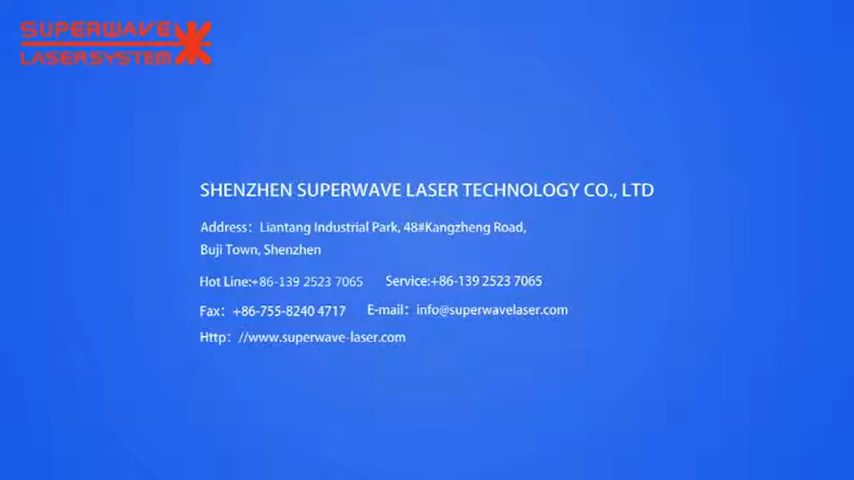 SUPERWAVE
LASER SYSTEM
SHENZHEN SUPERWAVE LASER TECHNOLOGY CO., LTD
Address： Liantang Industrial Park, 48#Kangzheng Road,
Buji Town, Shenzhen
Hot Line:+86-139 2523 7065 Service:+86-139 2523 7065
Fax： +86-755-8240 4717 E-mail： info@superwavelaser.com
Http： //www.superwave-laser.com